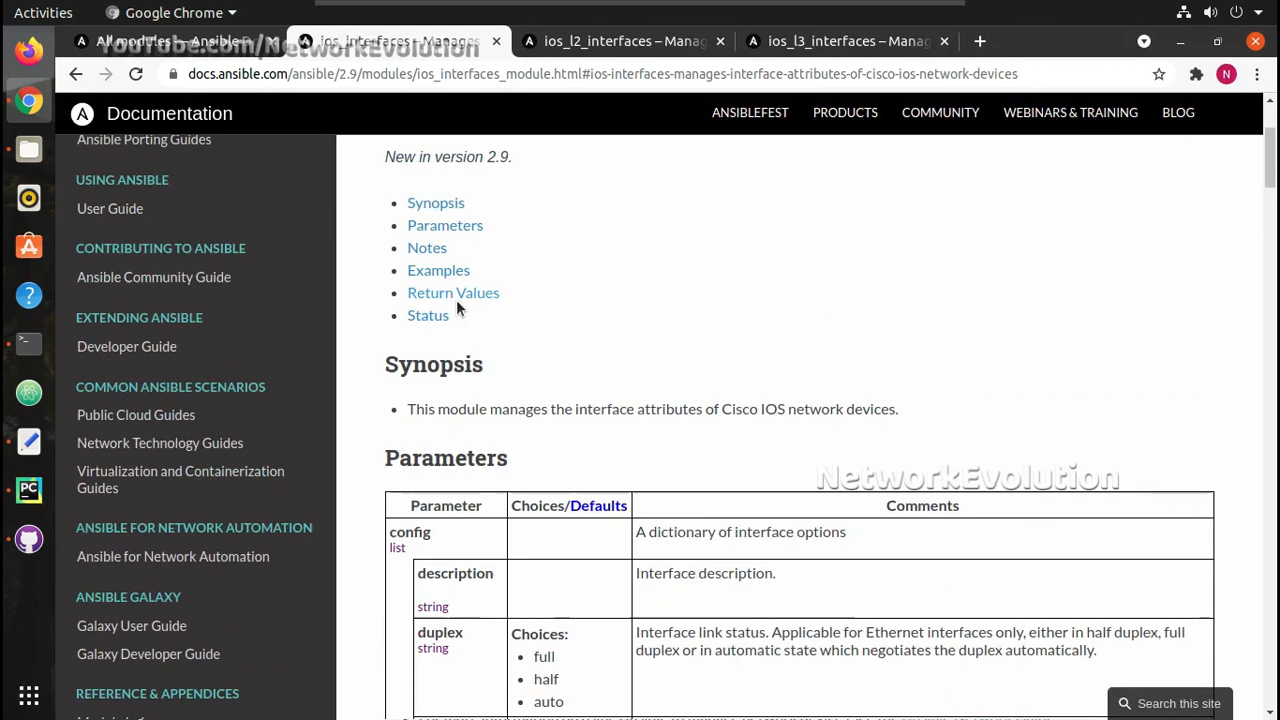 Activities
Google Chrome
All modules — Ansible D
ios_interfaces – Manages
ios_l2_interfaces – Manag
ios_l3_interfaces – Manag
YouTube.com/NetworkEvolution
docs.ansible.com/ansible/2.9/modules/ios_interfaces_module.html#ios-interfaces-manages-interface-attributes-of-cisco-ios-network-devices
N
A
Documentation
ANSIBLEFEST
PRODUCTS
COMMUNITY
WEBINARS & TRAINING
BLOG
Ansible Porting Guides
USING ANSIBLE
User Guide
CONTRIBUTING TO ANSIBLE
Ansible Community Guide
EXTENDING ANSIBLE
Developer Guide
COMMON ANSIBLE SCENARIOS
Public Cloud Guides
Network Technology Guides
Virtualization and Containerization
Guides
ANSIBLE FOR NETWORK AUTOMATION
Ansible for Network Automation
ANSIBLE GALAXY
Galaxy User Guide
Galaxy Developer Guide
REFERENCE & APPENDICES
New in version 2.9.
Synopsis
Parameters
Notes
Examples
Return Values
Status
Synopsis
This module manages the interface attributes of Cisco IOS network devices.
Parameters
NetworkEvolution
Parameter Choices/Defaults Comments
config
list
A dictionary of interface options
description
string
Interface description.
duplex
string
Choices:
full
half
auto
Interface link status. Applicable for Ethernet interfaces only, either in half duplex, full
duplex or in automatic state which negotiates the duplex automatically.
Search this site
PC